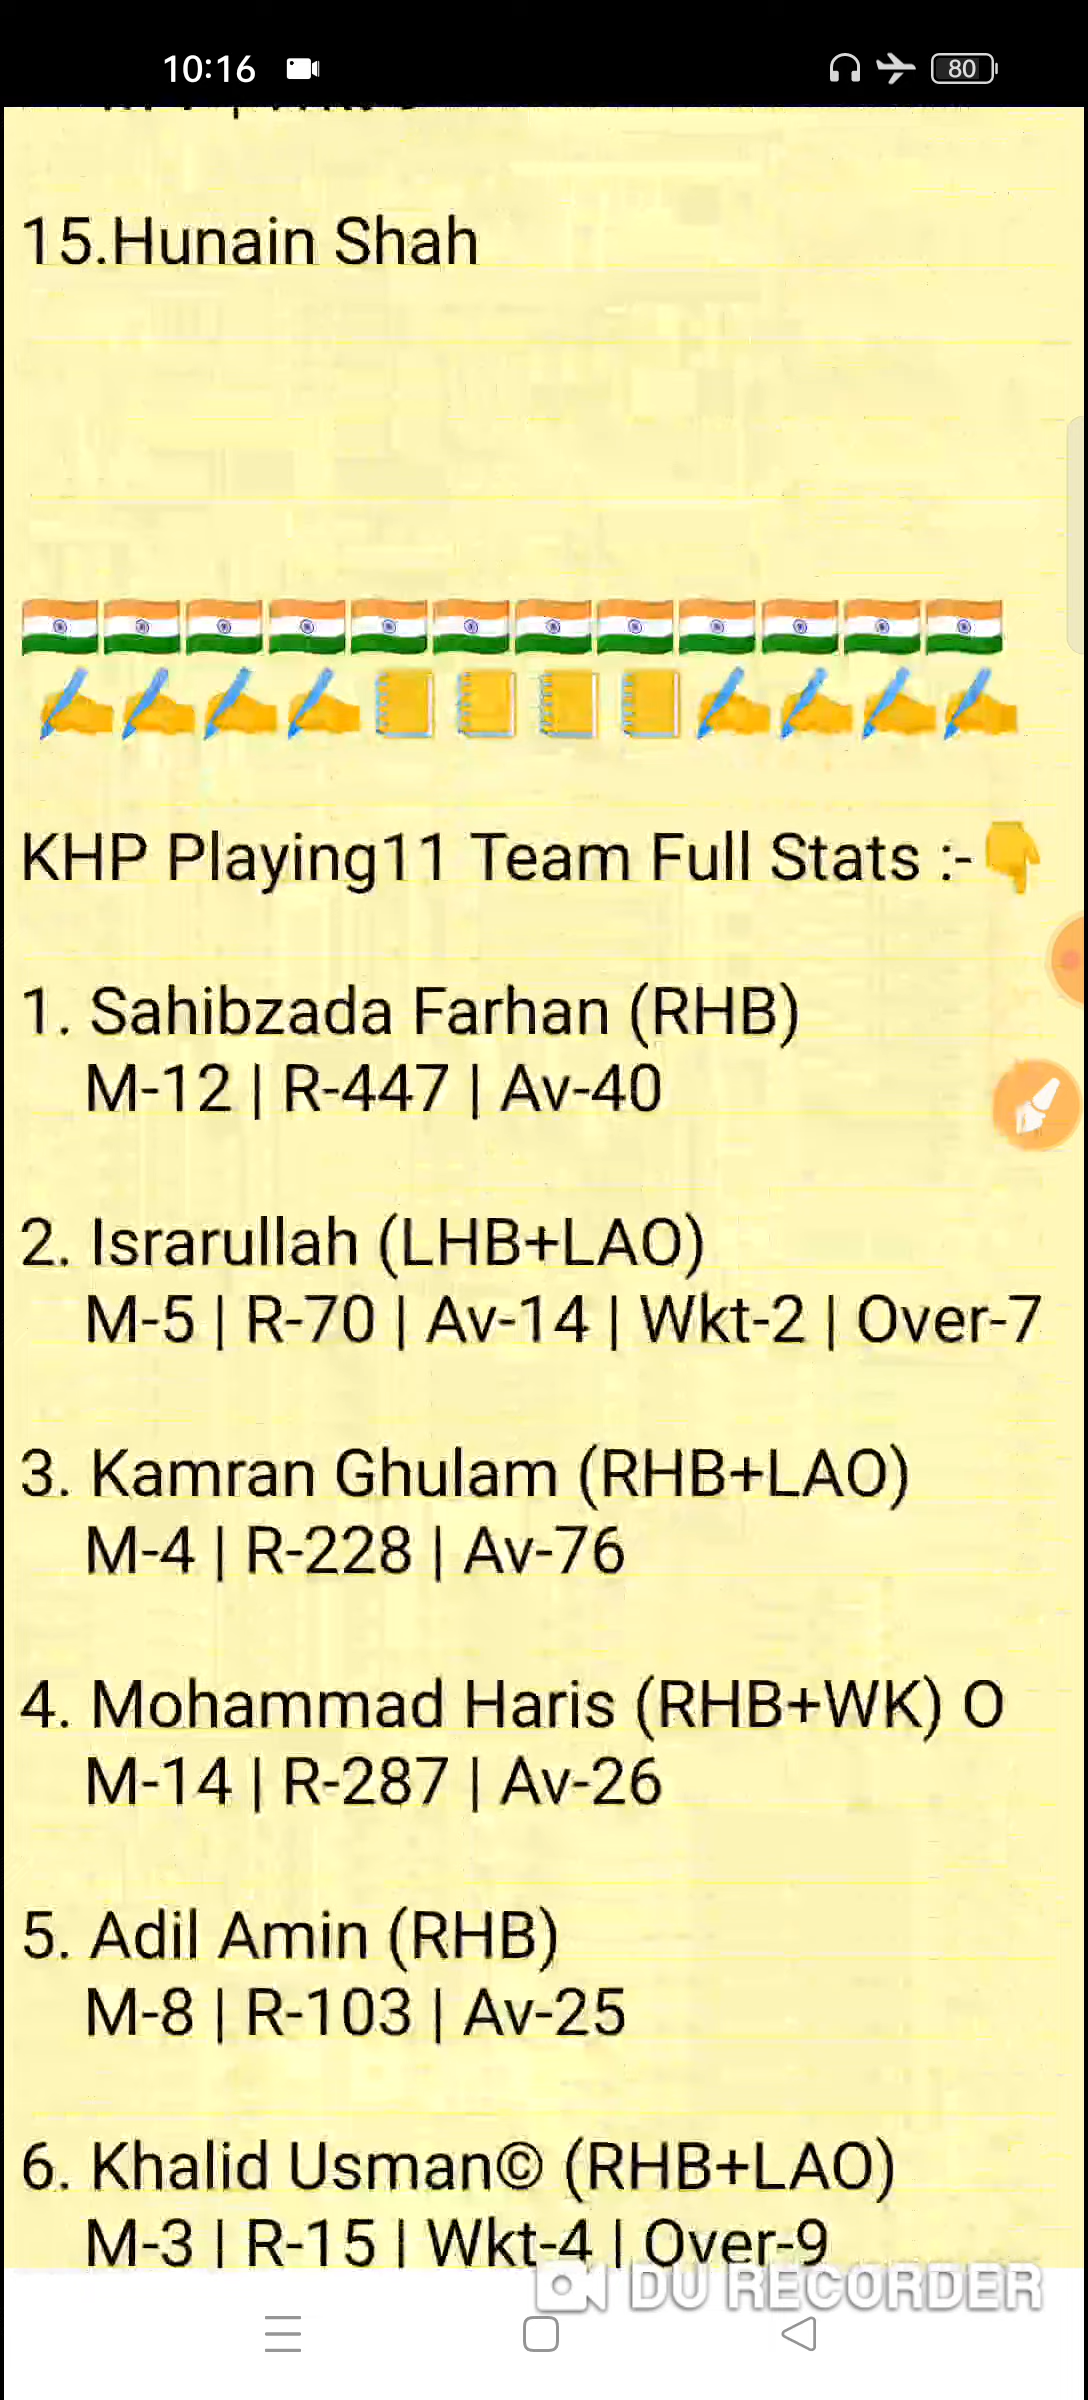 10:16 80
15.Hunain Shah
🇮🇳🇮🇳🇮🇳🇮🇳🇮🇳🇮🇳🇮🇳🇮🇳🇮🇳🇮🇳🇮🇳🇮🇳
✍️✍️✍️✍️📒📒📒📒✍️✍️✍️✍️
KHP Playing11 Team Full Stats :-👇
1. Sahibzada Farhan (RHB)
M-12 | R-447 | Av-40
2. Israrullah (LHB+LAO)
M-5 | R-70 | Av-14 | Wkt-2 | Over-7
3. Kamran Ghulam (RHB+LAO)
M-4 | R-228 | Av-76
4. Mohammad Haris (RHB+WK) O
M-14 | R-287 | Av-26
5. Adil Amin (RHB)
M-8 | R-103 | Av-25
6. Khalid Usman© (RHB+LAO)
M-3 | R-15 | Wkt-4 | Over-9
DU RECORDER